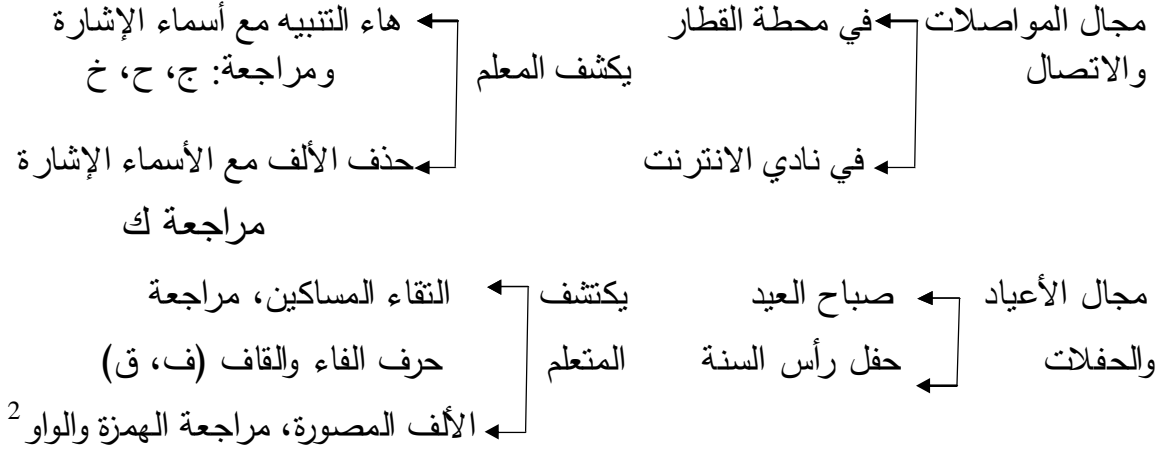 مجال المواصلات في محطة القطار هاء التنبيه مع أسماء الإشارة
والاتصال يكشف المعلم ومراجعة: ج، ح، خ
في نادي الانترنت حذف الألف مع الأسماء الإشارة
مراجعة ك
مجال الأعياد صباح العيد يكتشف التقاء المساكين، مراجعة
والحفلات حفل رأس السنة المتعلم حرف الفاء والقاف (ف، ق)
الألف المصورة، مراجعة الهمزة والواو 2